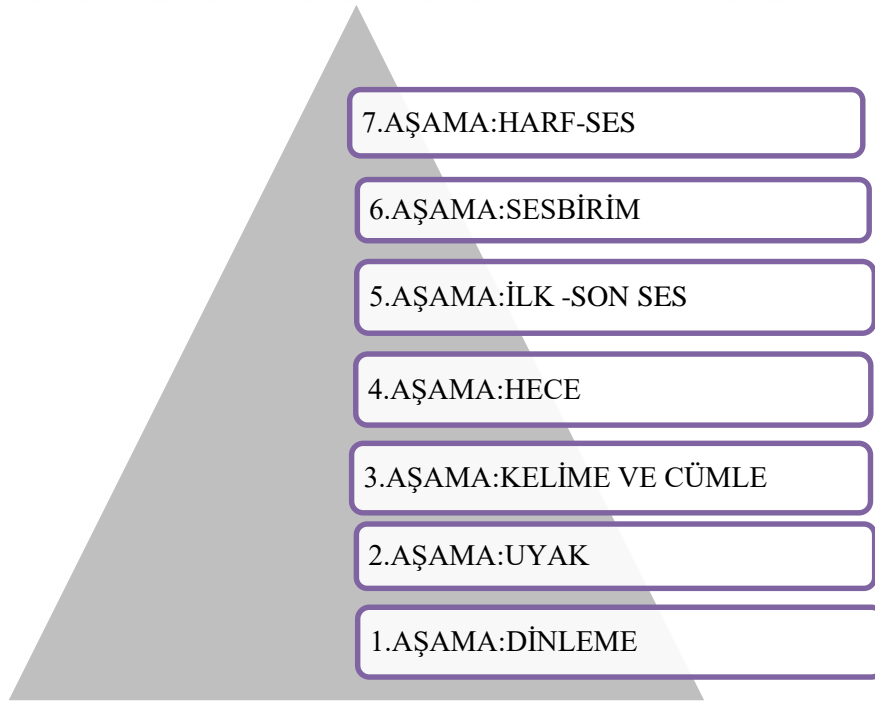 7.AŞAMA:HARF-SES
6.AŞAMA:SESBİRİM
5.AŞAMA:İLK -SON SES
4.AŞAMA:HECE
3.AŞAMA:KELİME VE CÜMLE
2.AŞAMA:UYAK
1.AŞAMA:DİNLEME